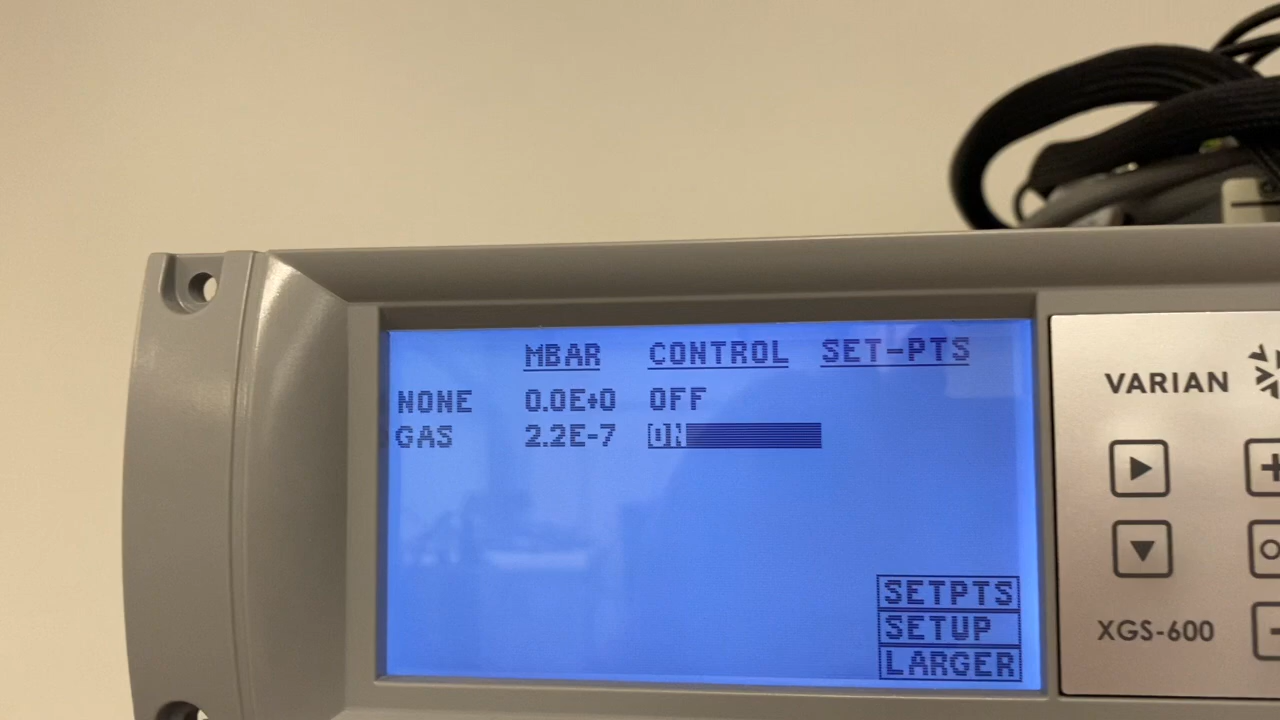 MBAR CONTROL SET-PTS
NONE 0.0E+0 OFF
GAS 2.2E-7 ON
SETPTS
SETUP
LARGER
VARIAN
XGS-600